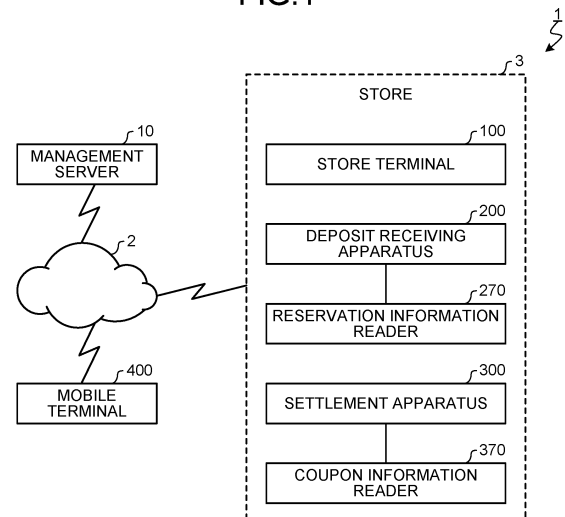 FIG.1
1
3
STORE
10
MANAGEMENT
SERVER
100
STORE TERMINAL
200
DEPOSIT RECEIVING
APPARATUS
2
270
RESERVATION INFORMATION
READER
400
MOBILE
TERMINAL
300
SETTLEMENT APPARATUS
370
COUPON INFORMATION
READER